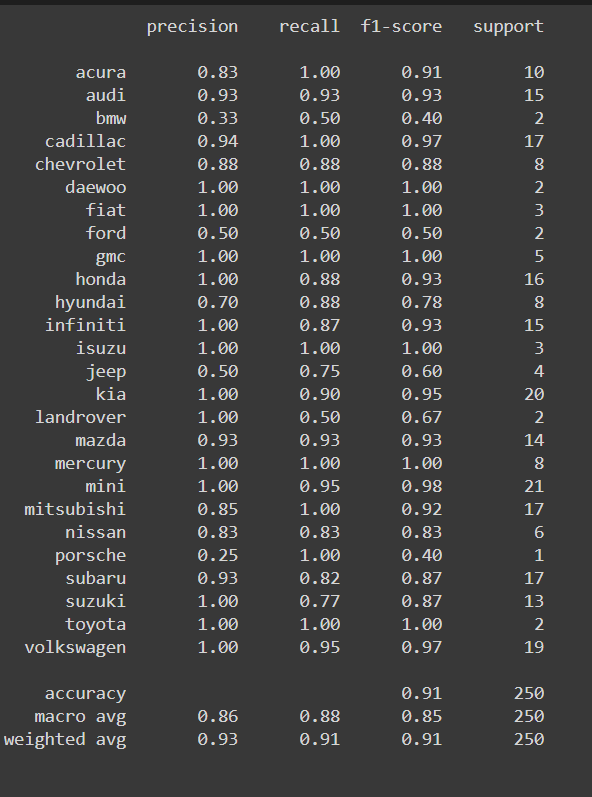 precision recall f1-score support
acura 0.83 1.00 0.91 10
audi 0.93 0.93 0.93 15
bmw 0.33 0.50 0.40 2
cadillac 0.94 1.00 0.97 17
chevrolet 0.88 0.88 0.88 8
daewoo 1.00 1.00 1.00 2
fiat 1.00 1.00 1.00 3
ford 0.50 0.50 0.50 2
gmc 1.00 1.00 1.00 5
honda 1.00 0.88 0.93 16
hyundai 0.70 0.88 0.78 8
infiniti 1.00 0.87 0.93 15
isuzu 1.00 1.00 1.00 3
jeep 0.50 0.75 0.60 4
kia 1.00 0.90 0.95 20
landrover 1.00 0.50 0.67 2
mazda 0.93 0.93 0.93 14
mercury 1.00 1.00 1.00 8
mini 1.00 0.95 0.98 21
mitsubishi 0.85 1.00 0.92 17
nissan 0.83 0.83 0.83 6
porsche 0.25 1.00 0.40 1
subaru 0.93 0.82 0.87 17
suzuki 1.00 0.77 0.87 13
toyota 1.00 1.00 1.00 2
volkswagen 1.00 0.95 0.97 19
accuracy 0.91 250
macro avg 0.86 0.88 0.85 250
weighted avg 0.93 0.91 0.91 250